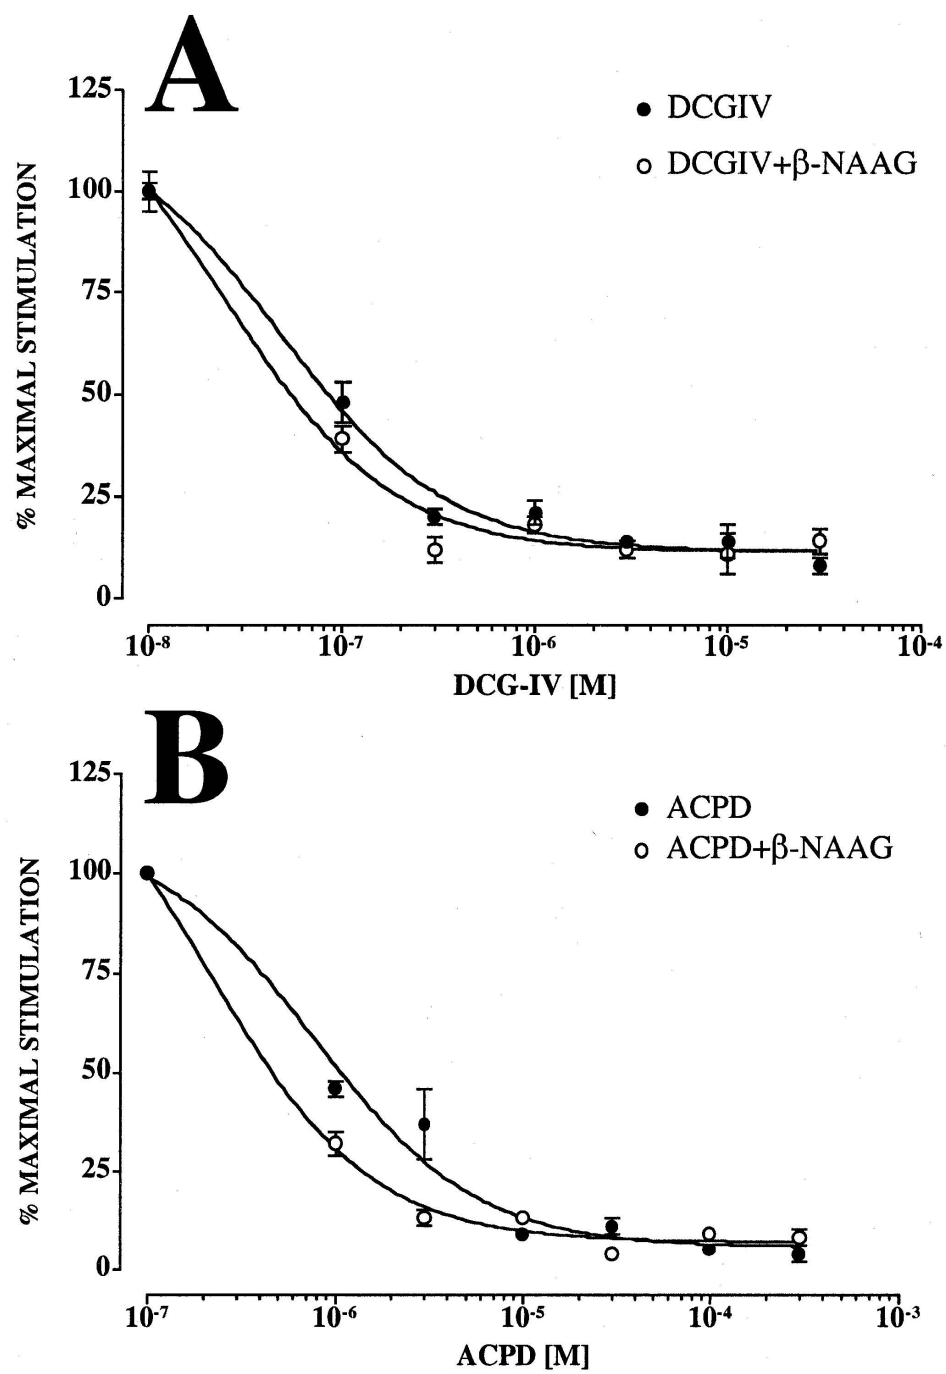 A
125
100
75
50
25
0
% MAXIMAL STIMULATION
DCGIV
DCGIV+β-NAAG
10-8 10-7 10-6 10-5 10-4
DCG-IV [M]
B
125
100
75
50
25
0
% MAXIMAL STIMULATION
ACPD
ACPD+β-NAAG
10-7 10-6 10-5 10-4 10-3
ACPD [M]